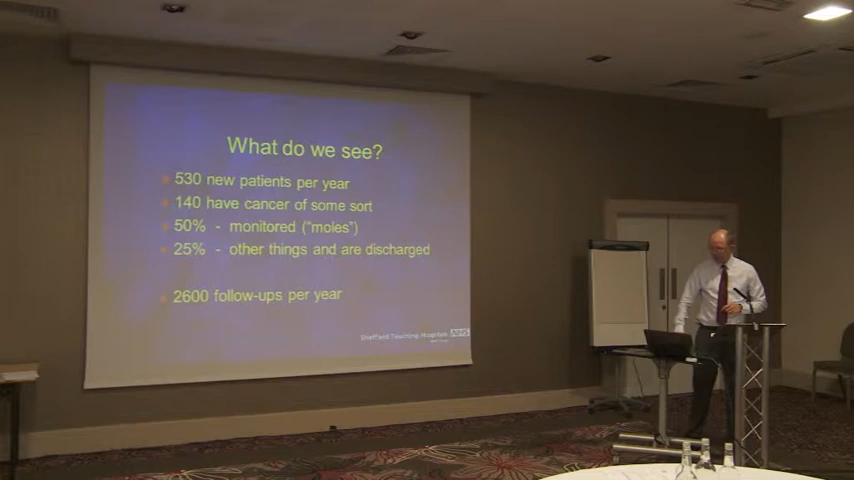 What do we see?
530 new patients per year
140 have cancer of some sort
50% - monitored ("moles")
25% - other things and are discharged
2600 follow-ups per year
Sheffield Teaching Hospitals NHS